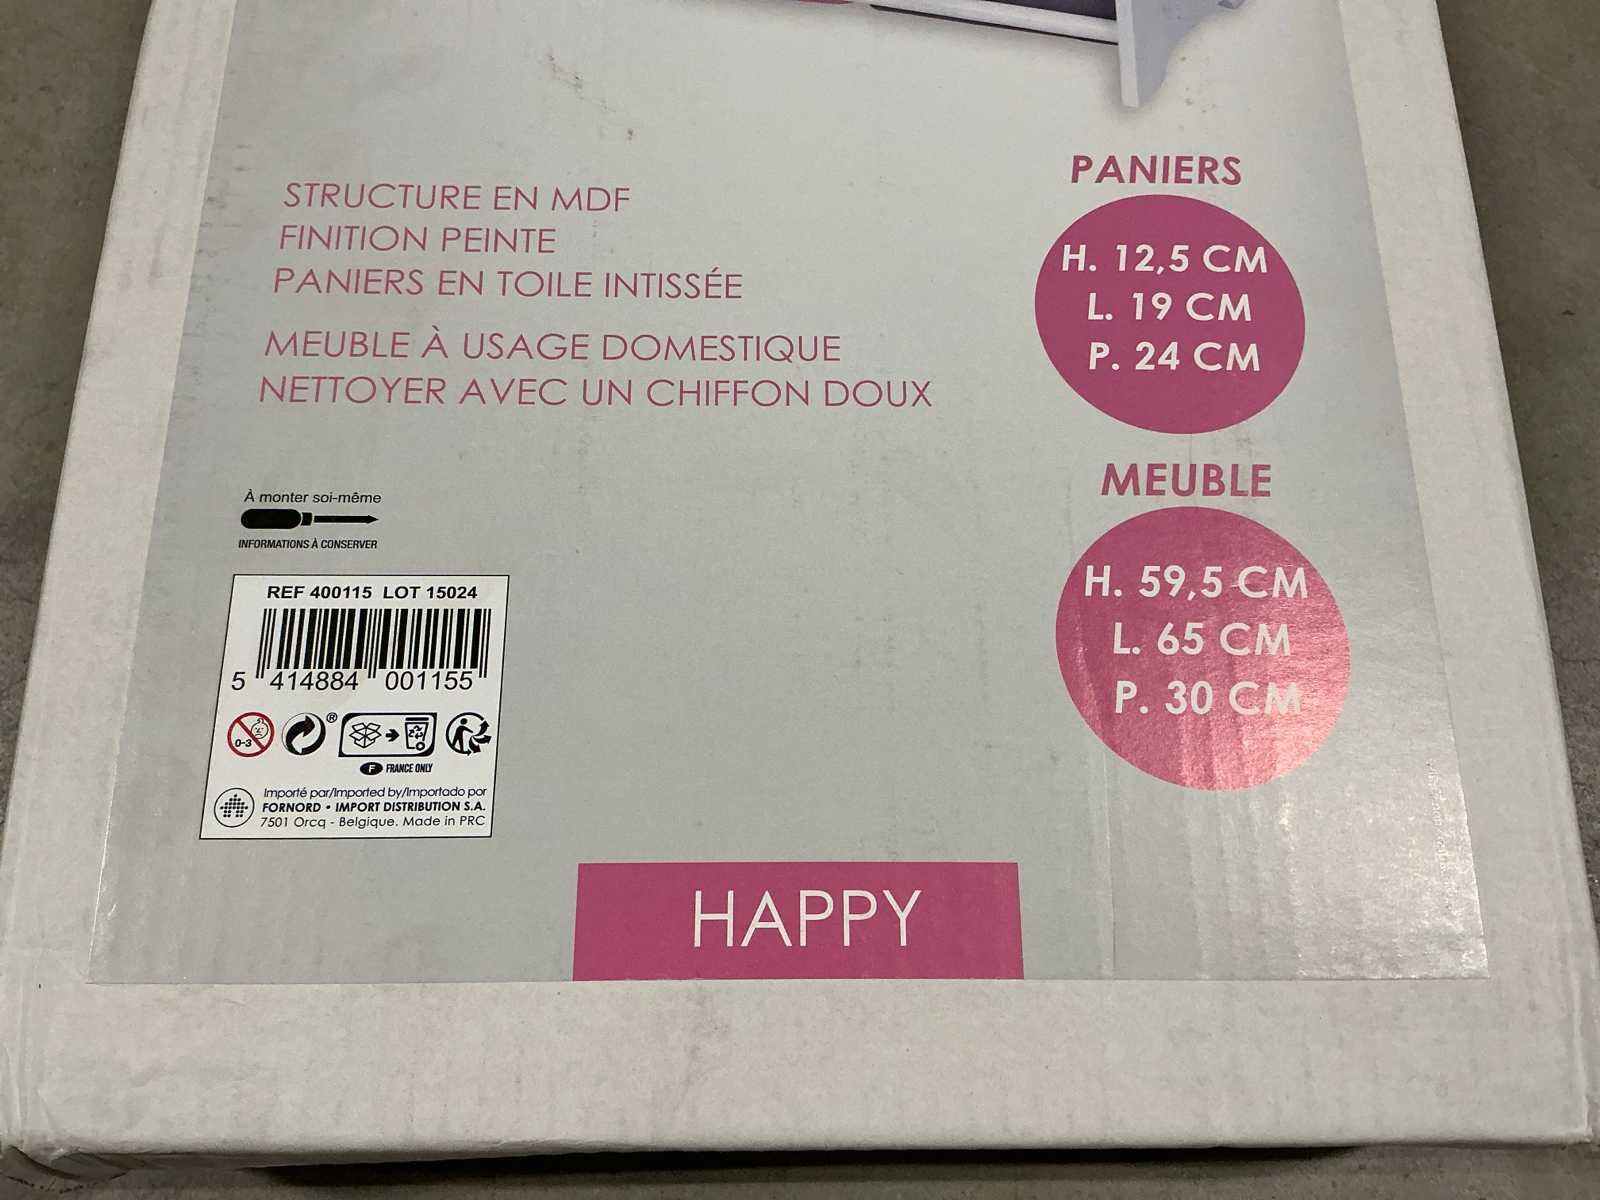 STRUCTURE EN MDF
FINITION PEINTE
PANIERS EN TOILE INTISSÉE
MEUBLE À USAGE DOMESTIQUE
NETTOYER AVEC UN CHIFFON DOUX
PANIERS
H. 12,5 CM
L. 19 CM
P. 24 CM
MEUBLE
H. 59,5 CM
L. 65 CM
P. 30 CM
À monter soi-même
INFORMATIONS À CONSERVER
REF 400115 LOT 15024
5 414884 001155
0-3
®
F FRANCE ONLY
Importé par/Imported by/Importado por
FORNORD • IMPORT DISTRIBUTION S.A.
7501 Orcq - Belgique. Made in PRC
HAPPY